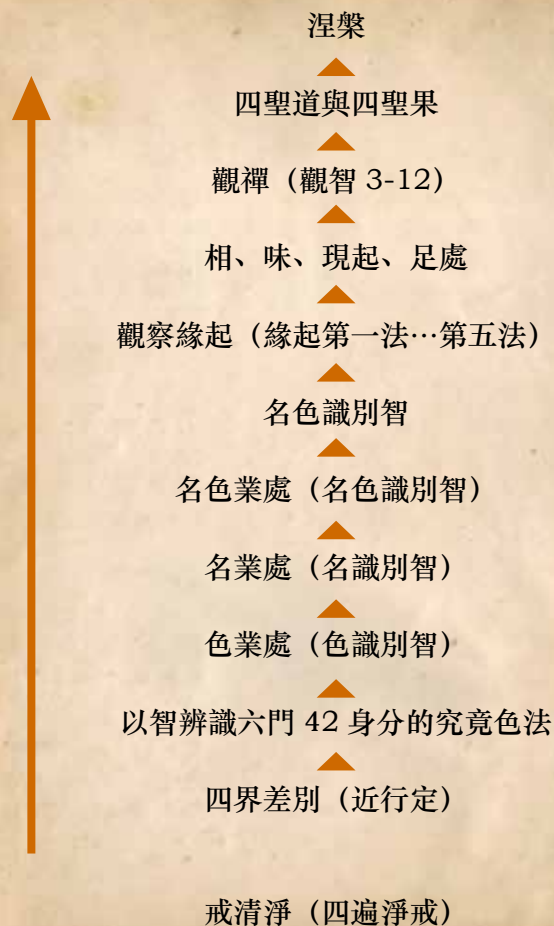 涅槃
四聖道與四聖果
觀禪（觀智 3-12）
相、味、現起、足處
觀察緣起（緣起第一法…第五法）
名色識別智
名色業處（名色識別智）
名業處（名識別智）
色業處（色識別智）
以智辨識六門 42 身分的究竟色法
四界差別（近行定）
戒清淨（四遍淨戒）